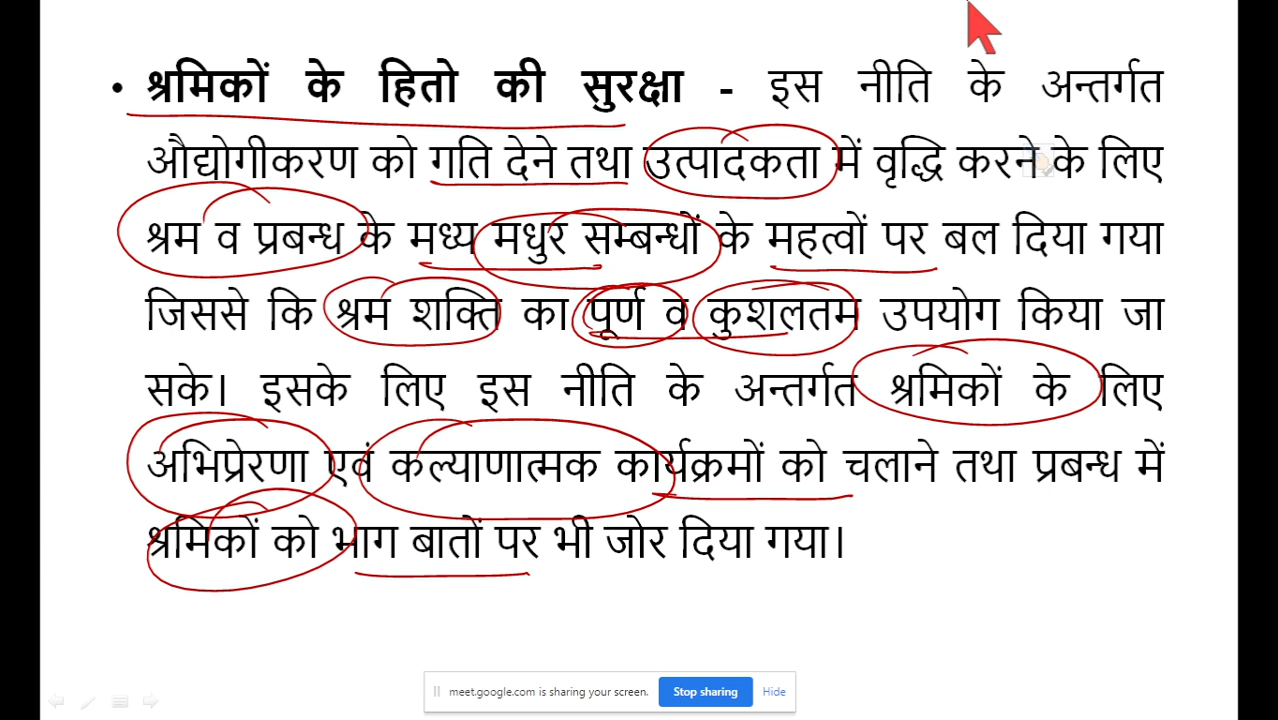 • श्रमिकों के हितो की सुरक्षा - इस नीति के अन्तर्गत
औद्योगीकरण को गति देने तथा उत्पादकता में वृद्धि करने के लिए
श्रम व प्रबन्ध के मध्य मधुर सम्बन्धों के महत्वों पर बल दिया गया
जिससे कि श्रम शक्ति का पूर्ण व कुशलतम उपयोग किया जा
सके। इसके लिए इस नीति के अन्तर्गत श्रमिकों के लिए
अभिप्रेरणा एवं कल्याणात्मक कार्यक्रमों को चलाने तथा प्रबन्ध में
श्रमिकों को भाग बातों पर भी जोर दिया गया।
meet.google.com is sharing your screen. Stop sharing Hide